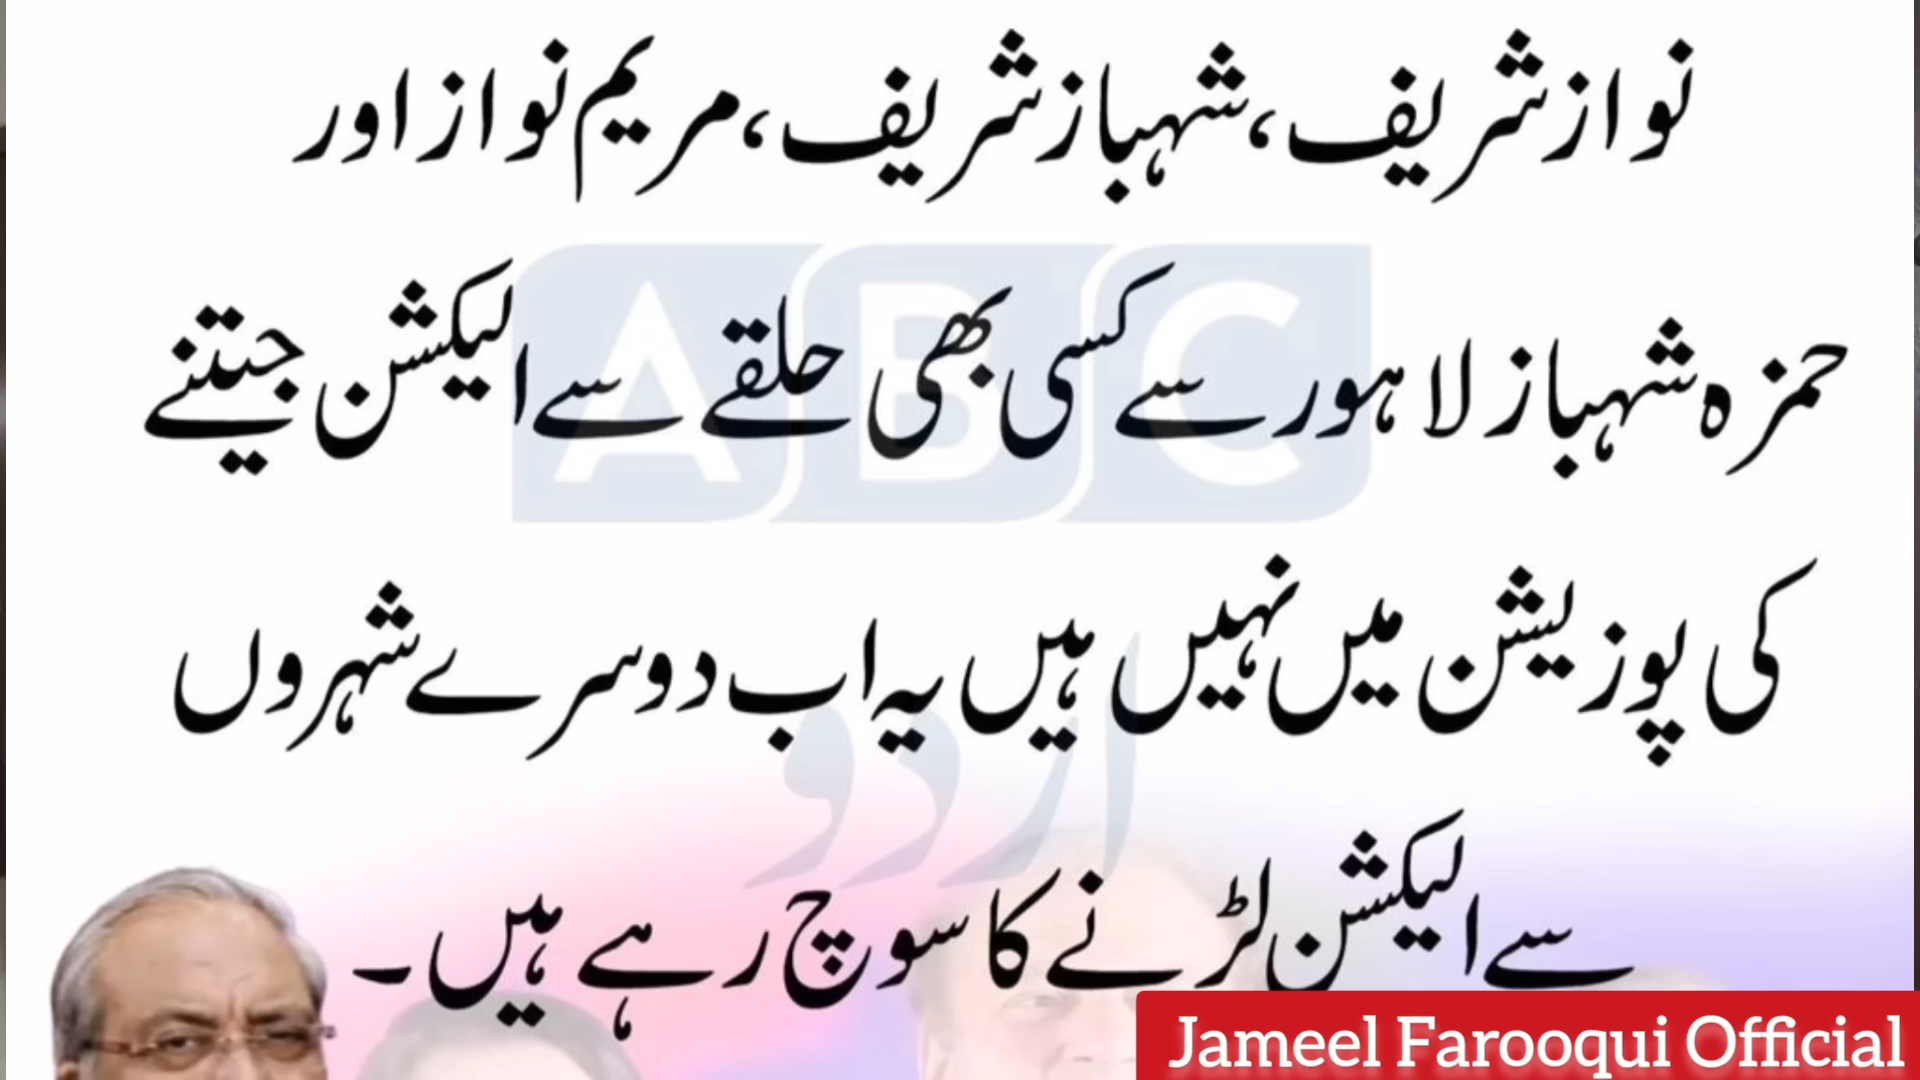 نواز شریف، شہباز شریف، مریم نواز اور
حمزہ شہباز لاہور سے کسی بھی حلقے سے الیکشن جیتنے
کی پوزیشن میں نہیں ہیں یہ اب دوسرے شہروں
سے الیکشن لڑنے کا سوچ رہے ہیں۔
ABC
اردو
Jameel Farooqui Official